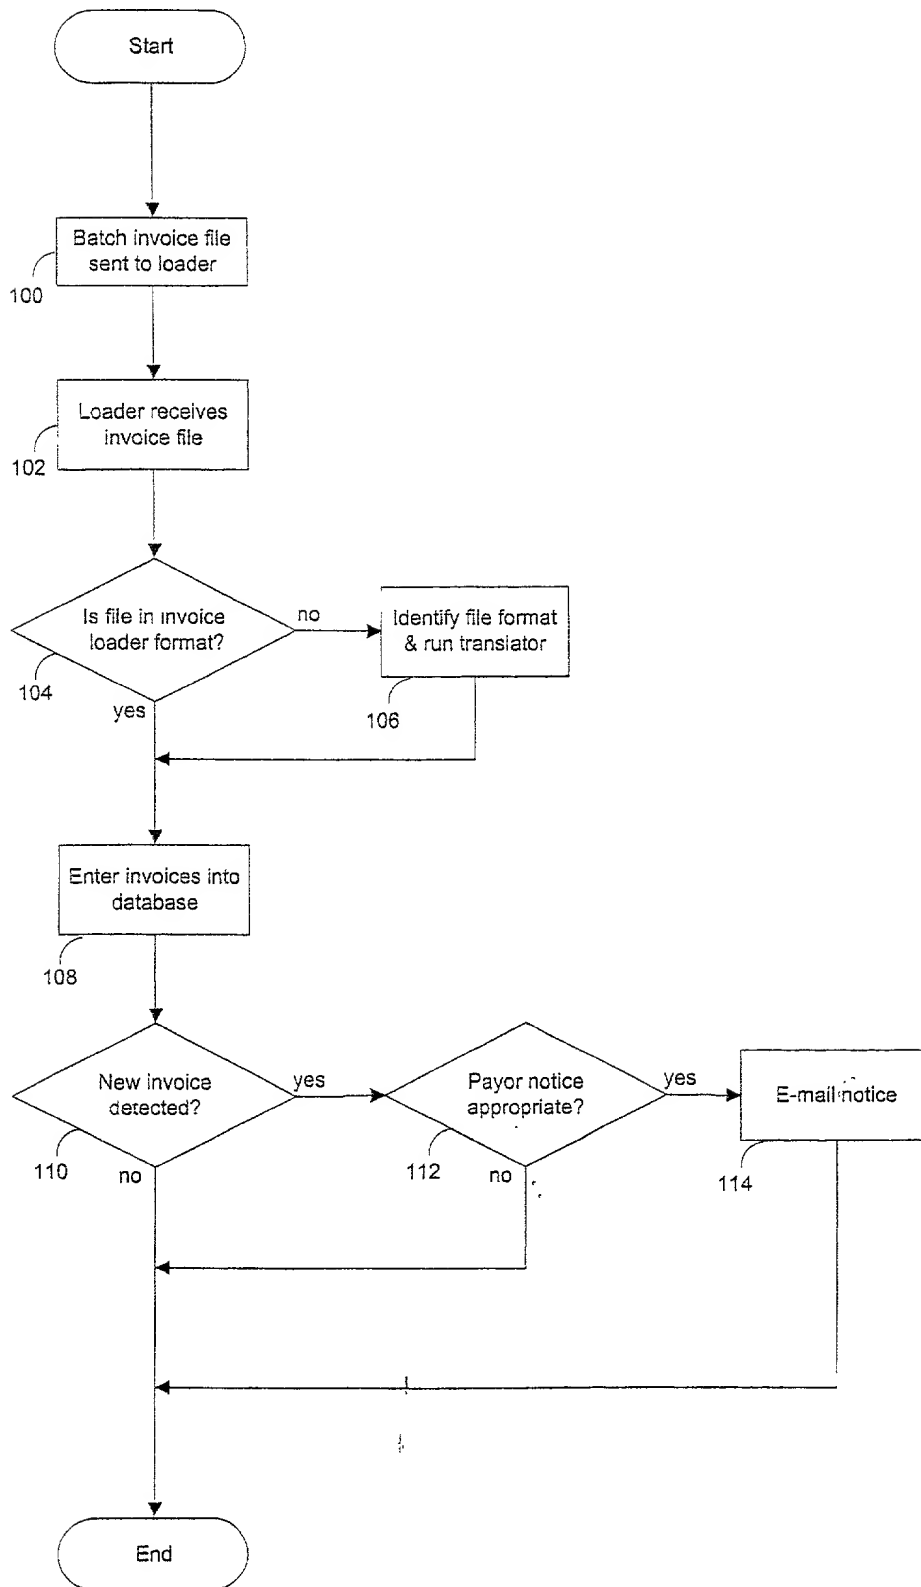 Start
Batch invoice file
sent to loader
100
Loader receives
invoice file
102
Is file in invoice
loader format?
no
104
yes
Identify file format
& run translator
106
Enter invoices into
database
108
New invoice
detected?
yes
110
no
Payor notice
appropriate?
yes
112
no
E-mail notice
114
End